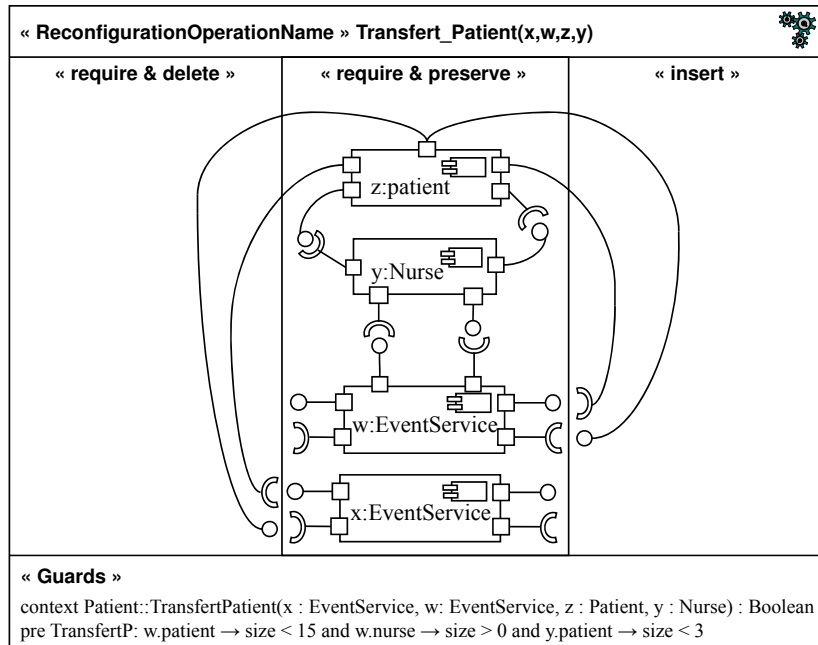 « ReconfigurationOperationName » Transfert_Patient(x,w,z,y)
« require & delete »
« require & preserve »
« insert »
z:patient
y:Nurse
w:EventService
x:EventService
« Guards »
context Patient::TransfertPatient(x : EventService, w: EventService, z : Patient, y : Nurse) : Boolean
pre TransfertP: w.patient → size < 15 and w.nurse → size > 0 and y.patient → size < 3